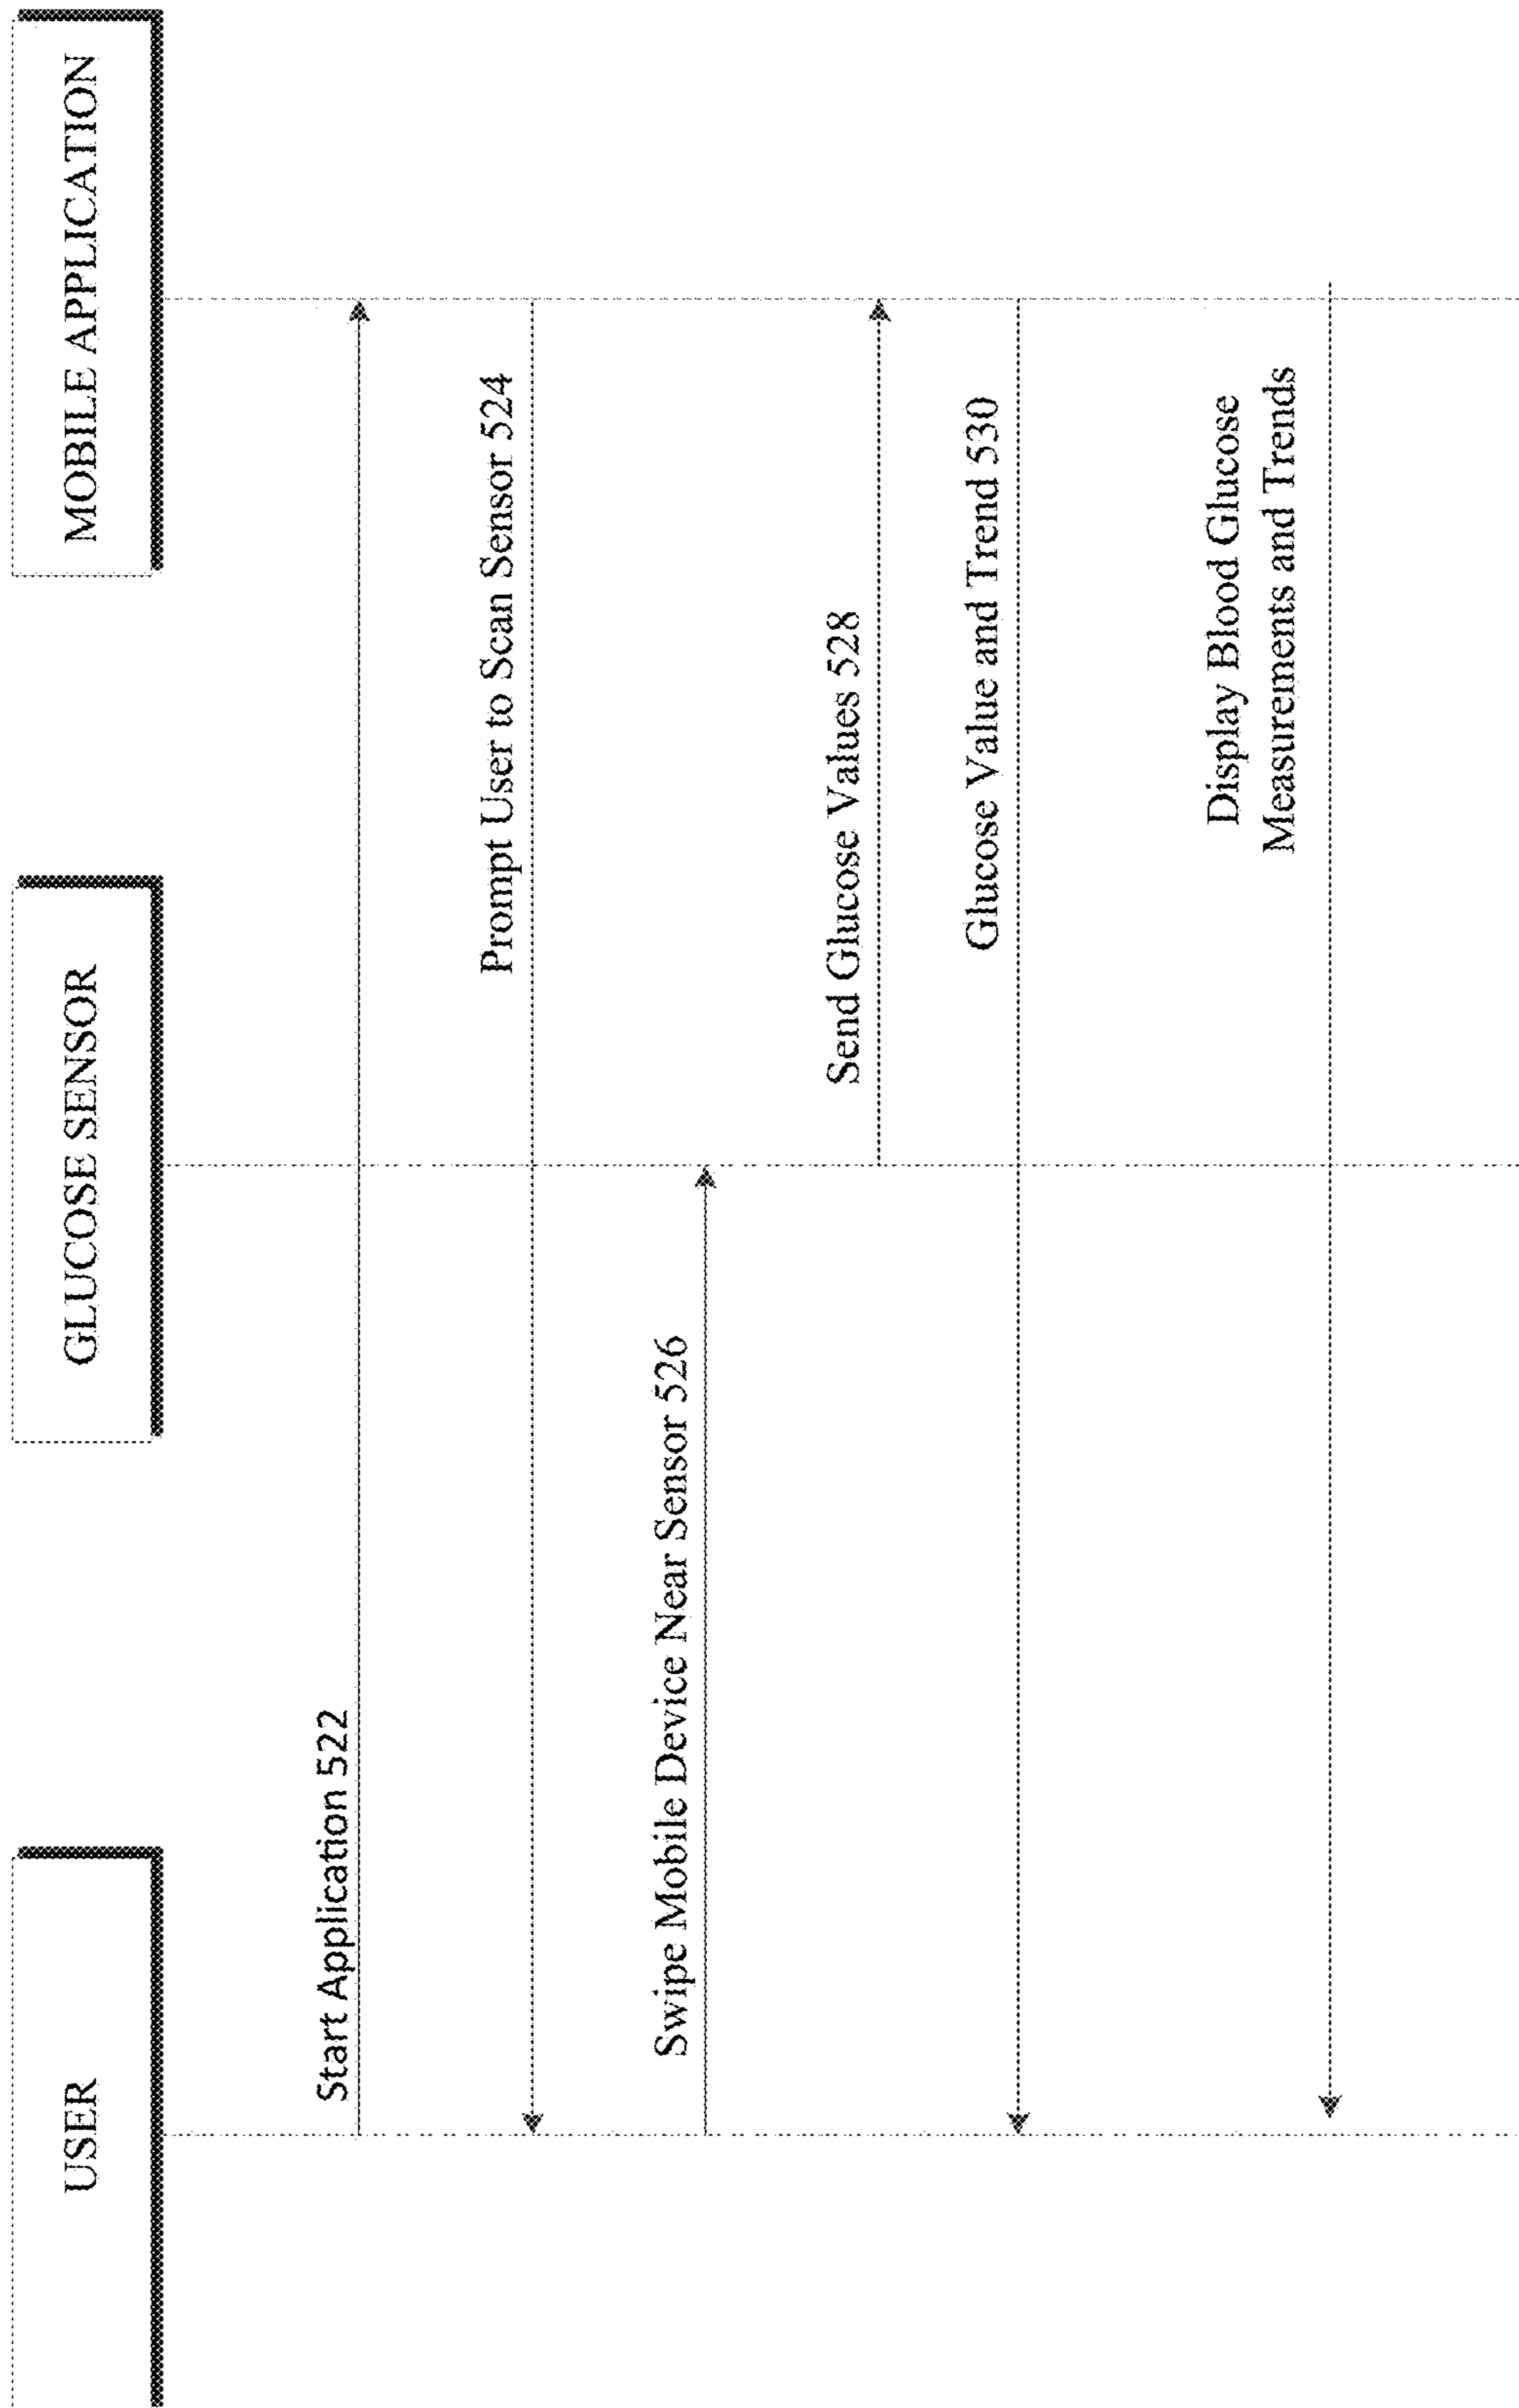 USER
GLUCOSE SENSOR
MOBILE APPLICATION
Start Application 522
Prompt User to Scan Sensor 524
Swipe Mobile Device Near Sensor 526
Send Glucose Values 528
Glucose Value and Trend 530
Display Blood Glucose
Measurements and Trends